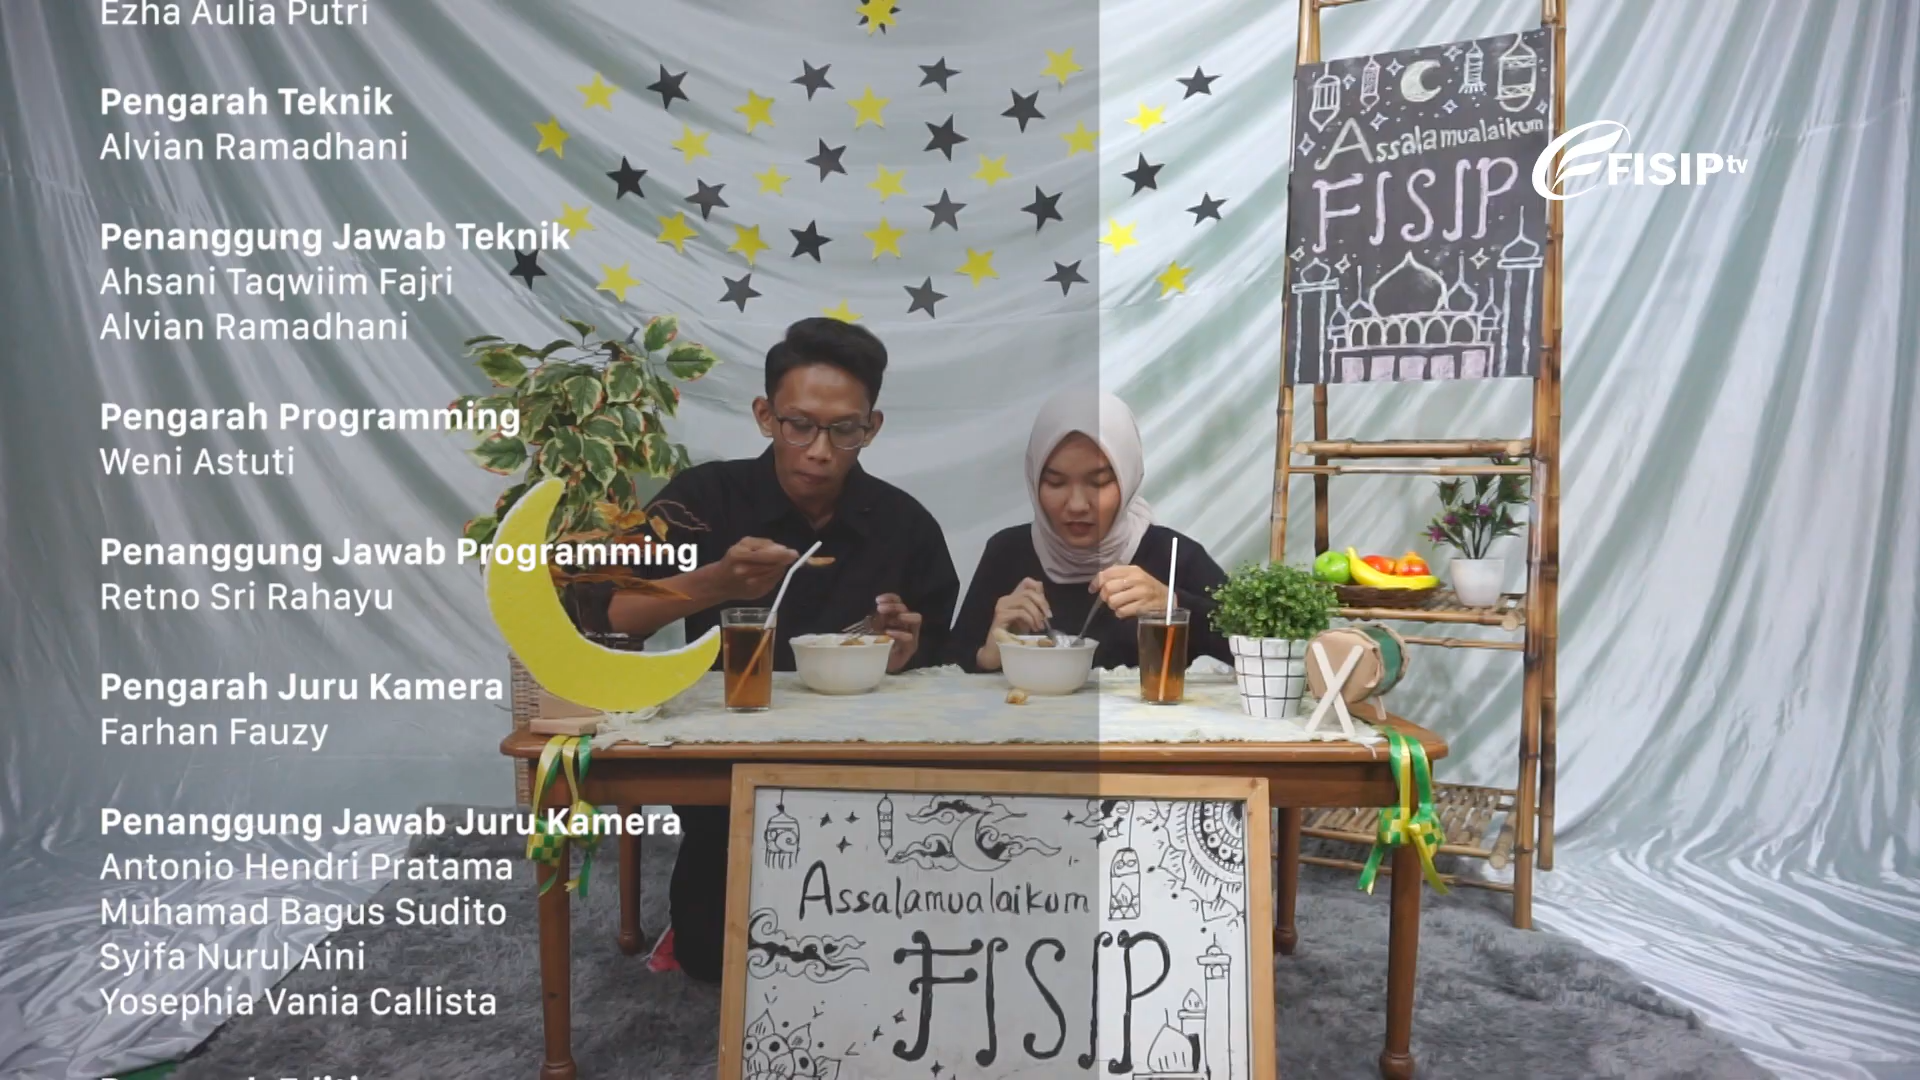 Ezha Aulia Putri
Pengarah Teknik
Alvian Ramadhani
Penanggung Jawab Teknik
Ahsani Taqwiim Fajri
Alvian Ramadhani
Pengarah Programming
Weni Astuti
Penanggung Jawab Programming
Retno Sri Rahayu
Pengarah Juru Kamera
Farhan Fauzy
Penanggung Jawab Juru Kamera
Antonio Hendri Pratama
Muhamad Bagus Sudito
Syifa Nurul Aini
Yosephia Vania Callista
Assalamualaikum
FISIP
FISIP tv
Assalamualaikum
FISIP